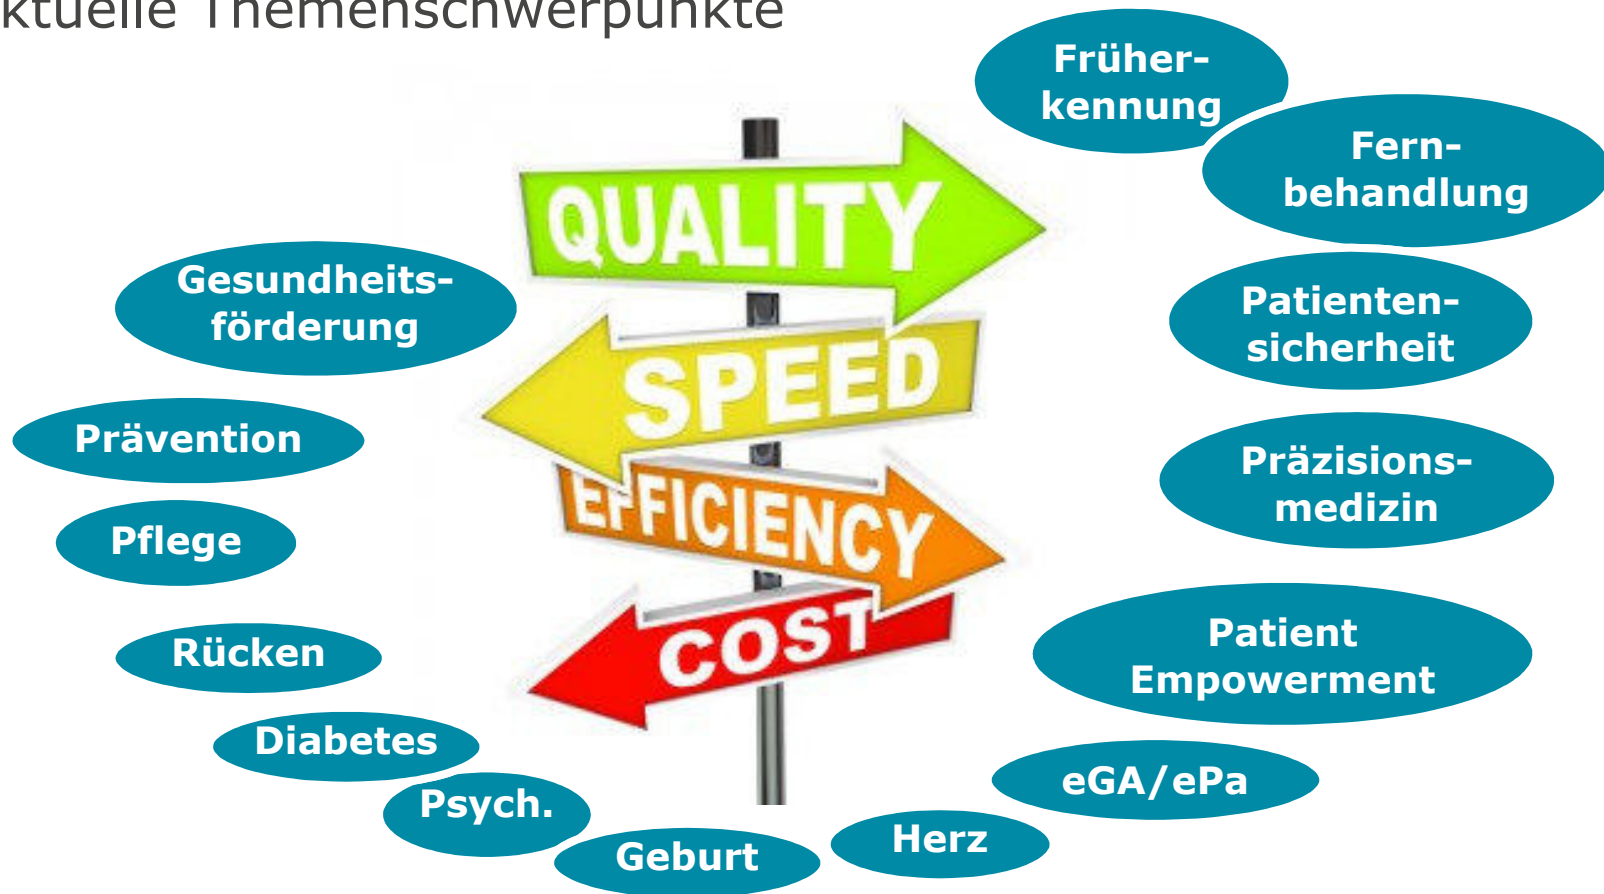 ktuelle Themenschwerpunkte
Früher-
kennung
Fern-
behandlung
QUALITY
Gesundheits-
förderung
Patienten-
sicherheit
SPEED
Prävention
Präzisions-
medizin
EFFICIENCY
Pflege
Patient
Empowerment
COST
Rücken
Diabetes
eGA/ePa
Psych.
Herz
Geburt